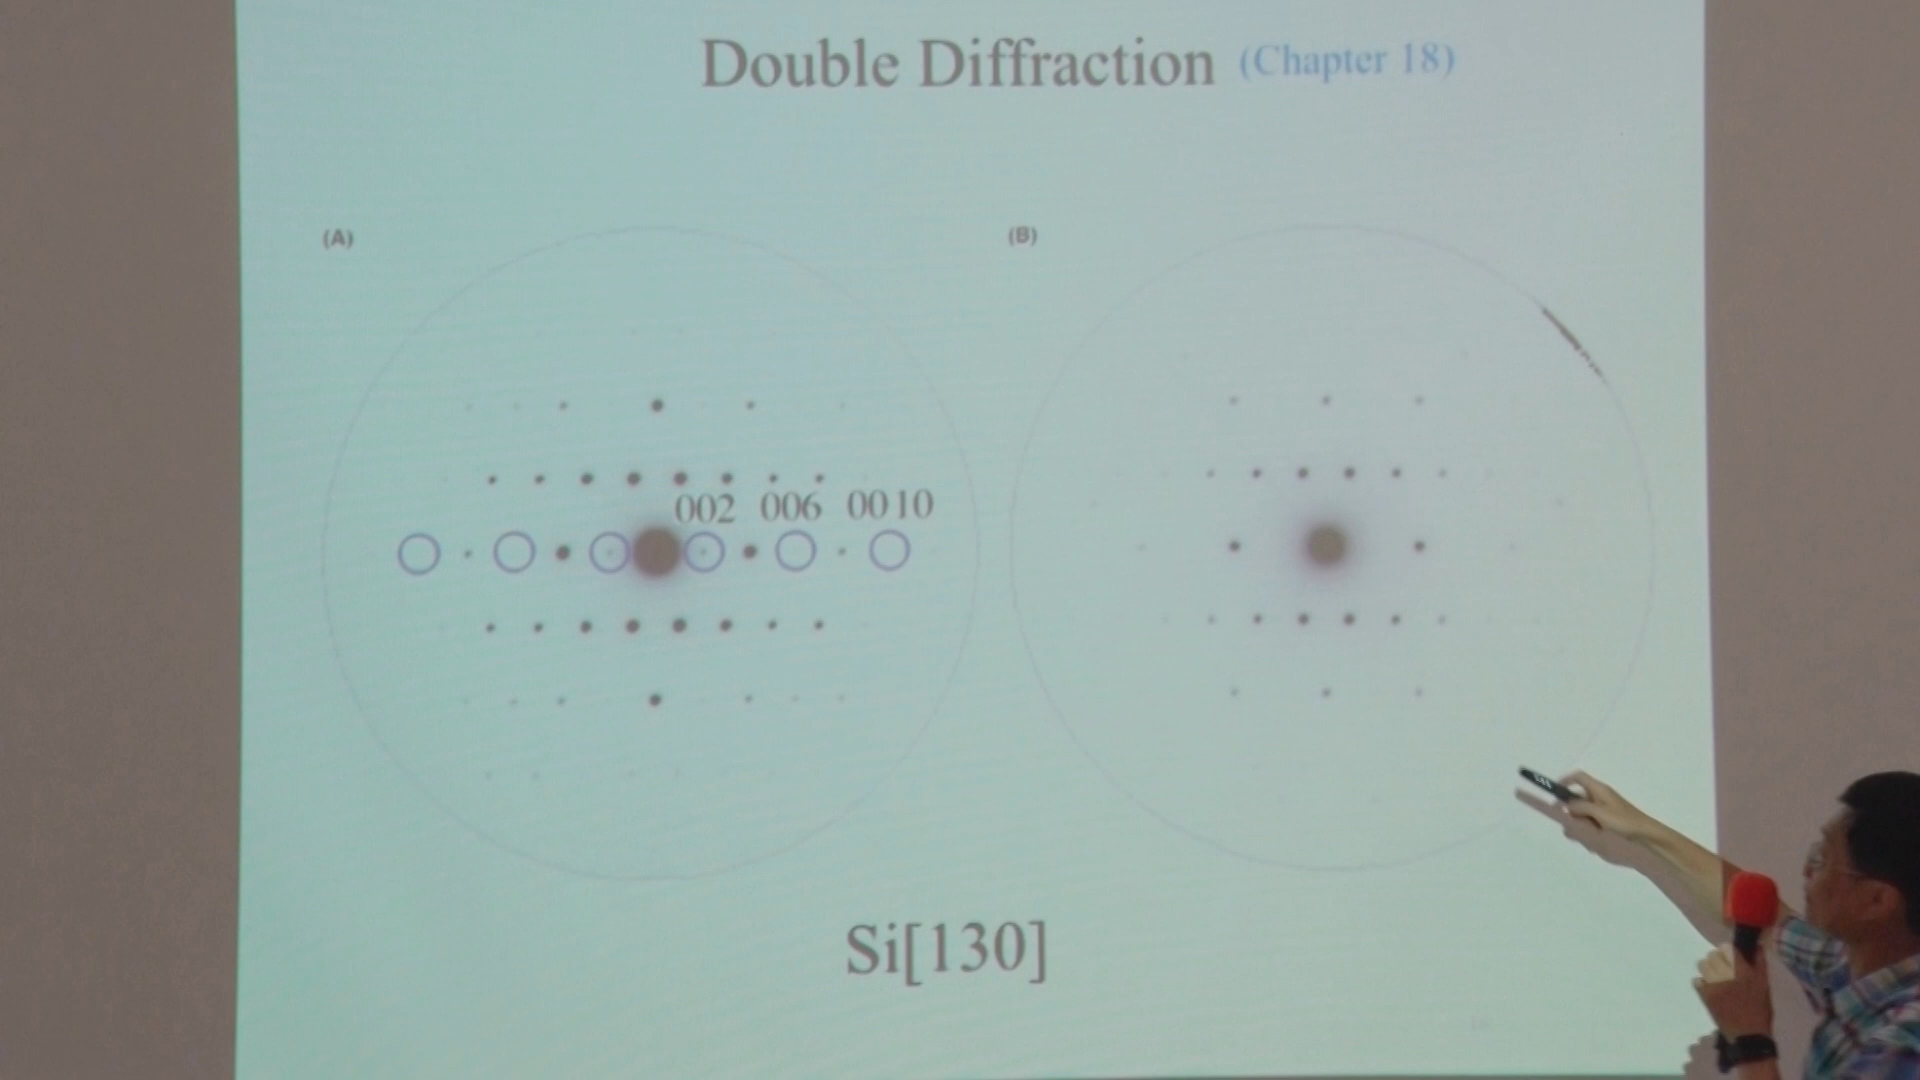 Double Diffraction (Chapter 18)
(A)
(B)
002 006 0010
Si[130]